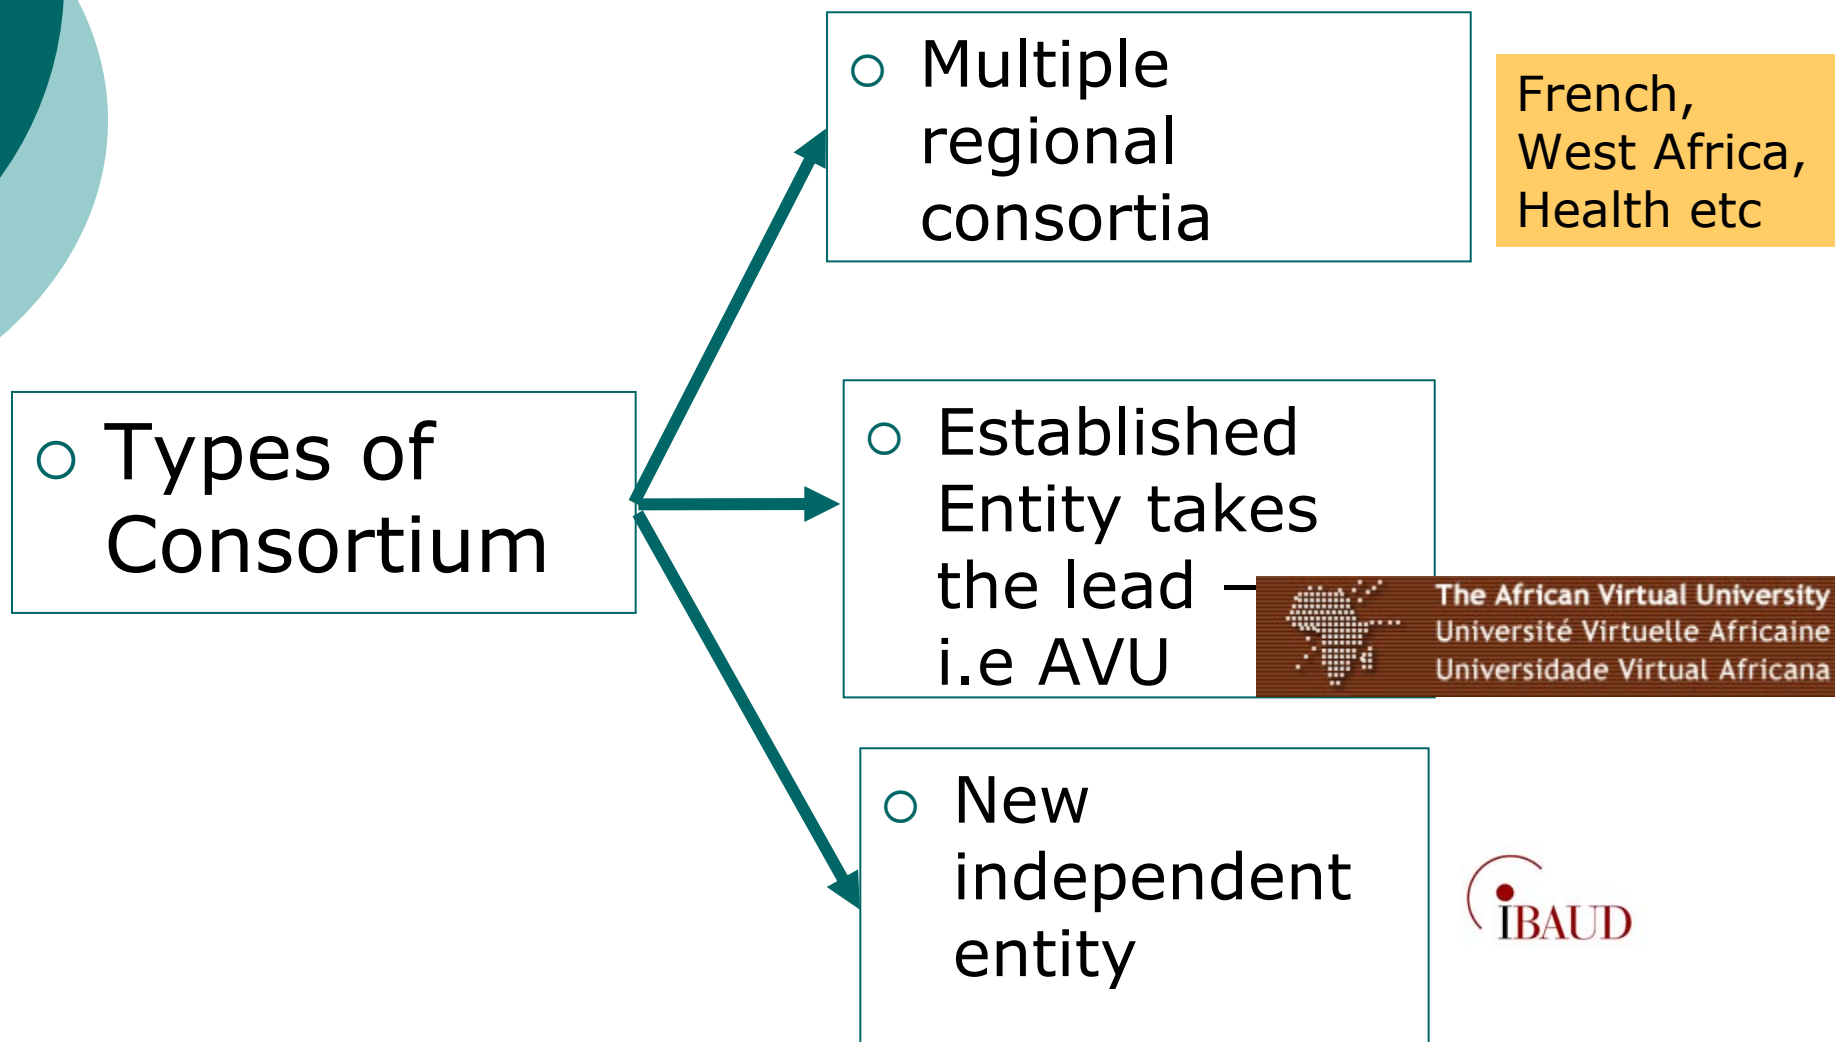 Multiple
regional
consortia
French,
West Africa,
Health etc
Types of
Consortium
Established
Entity takes
the lead –
i.e AVU
The African Virtual University
Université Virtuelle Africaine
Universidade Virtual Africana
New
independent
entity
iBAUD